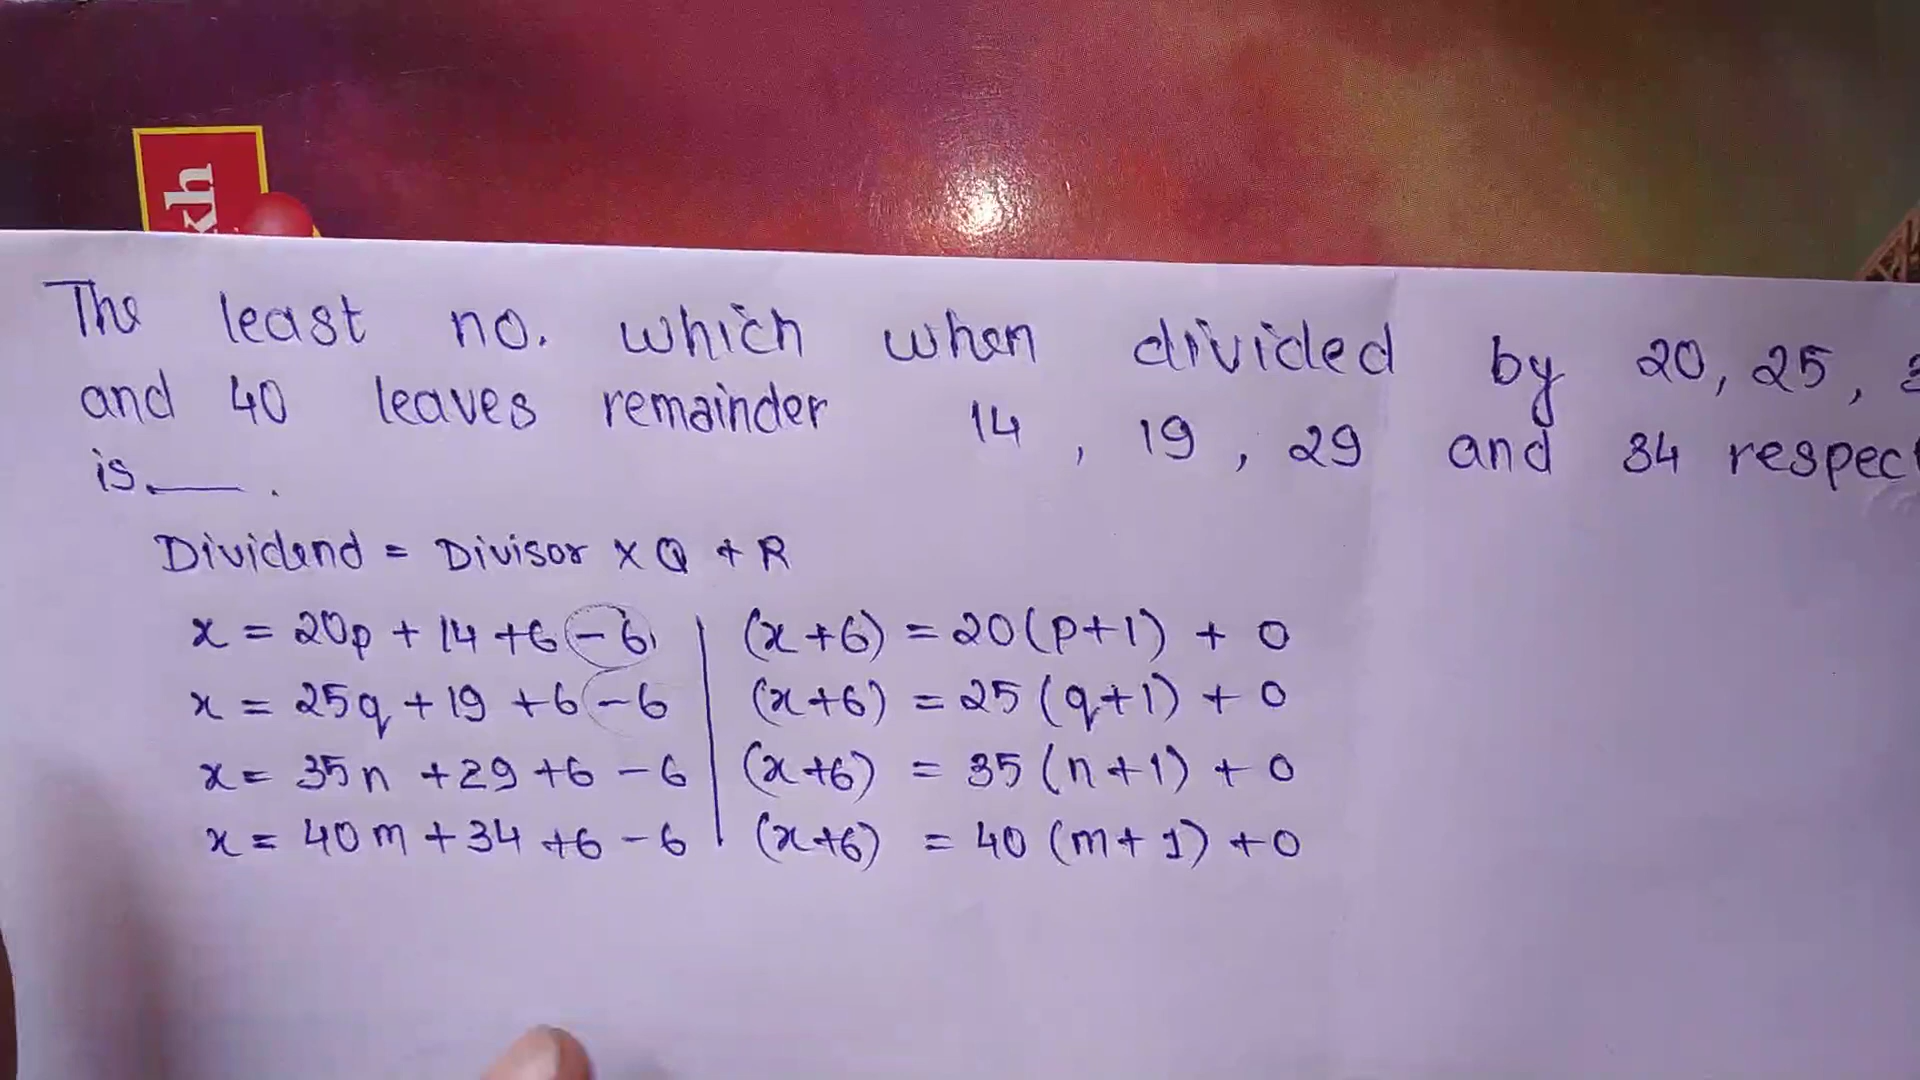 kh
The least no. which when divided by 20, 25,
and 40 leaves remainder 14, 19, 29 and 34 respec
is ___.
Dividend = Divisor x Q + R
x = 20p + 14 + 6 - 6 | (x+6) = 20(p+1) + 0
x = 25q + 19 + 6 - 6 | (x+6) = 25(q+1) + 0
x = 35n + 29 + 6 - 6 | (x+6) = 35(n+1) + 0
x = 40m + 34 + 6 - 6 | (x+6) = 40(m+1) + 0